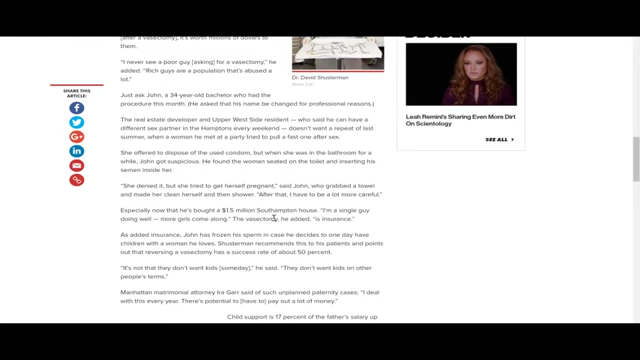 [after a vasectomy], it's worth millions of dollars to
them.
"I never see a poor guy [asking] for a vasectomy," he
added. "Rich guys are a population that's abused a
lot."
Dr. David Shusterman
Just ask John, a 34-year-old bachelor who had the
procedure this month. (He asked that his name be changed for professional reasons.)
The real estate developer and Upper West Side resident — who said he can have a
different sex partner in the Hamptons every weekend — doesn't want a repeat of last
summer, when a woman he met at a party tried to pull a fast one after sex.
She offered to dispose of the used condom, but when she was in the bathroom for a
while, John got suspicious. He found the woman seated on the toilet and inserting his
semen inside her.
"She denied it, but she tried to get herself pregnant," said John, who grabbed a towel
and made her clean herself and then shower. "After that, I have to be a lot more careful."
Especially now that he's bought a $1.5 million Southampton house. "I'm a single guy
doing well — more girls come along." The vasectomy, he added, "is insurance."
As added insurance, John has frozen his sperm in case he decides to one day have
children with a woman he loves. Shusterman recommends this to his patients and points
out that reversing a vasectomy has a success rate of about 50 percent.
"It's not that they don't want kids [someday]," he said. "They don't want kids on other
people's terms."
Manhattan matrimonial attorney Ira Garr said of such unplanned paternity cases: "I deal
with this every year. There's potential to [have to] pay out a lot of money."
Child support is 17 percent of the father's salary up
SHARE THIS
Leah Remini's Sharing Even More Dirt
On Scientology
SEE ALL